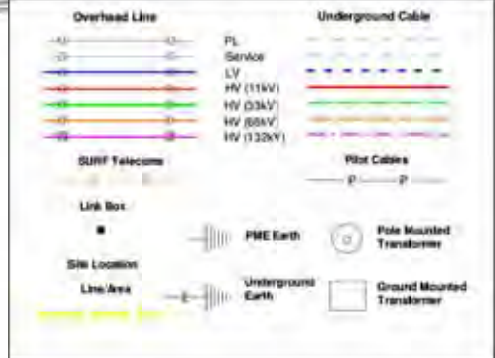 Overhead Line Underground Cable
PL
Service
LV
HV (11kV)
HV (33kV)
HV (66kV)
HV (132kV)
SURF Telecoms Pilot Cables
P P
Link Box
PME Earth Pole Mounted
Transformer
Site Location
Line/Area Underground
Earth Ground Mounted
Transformer